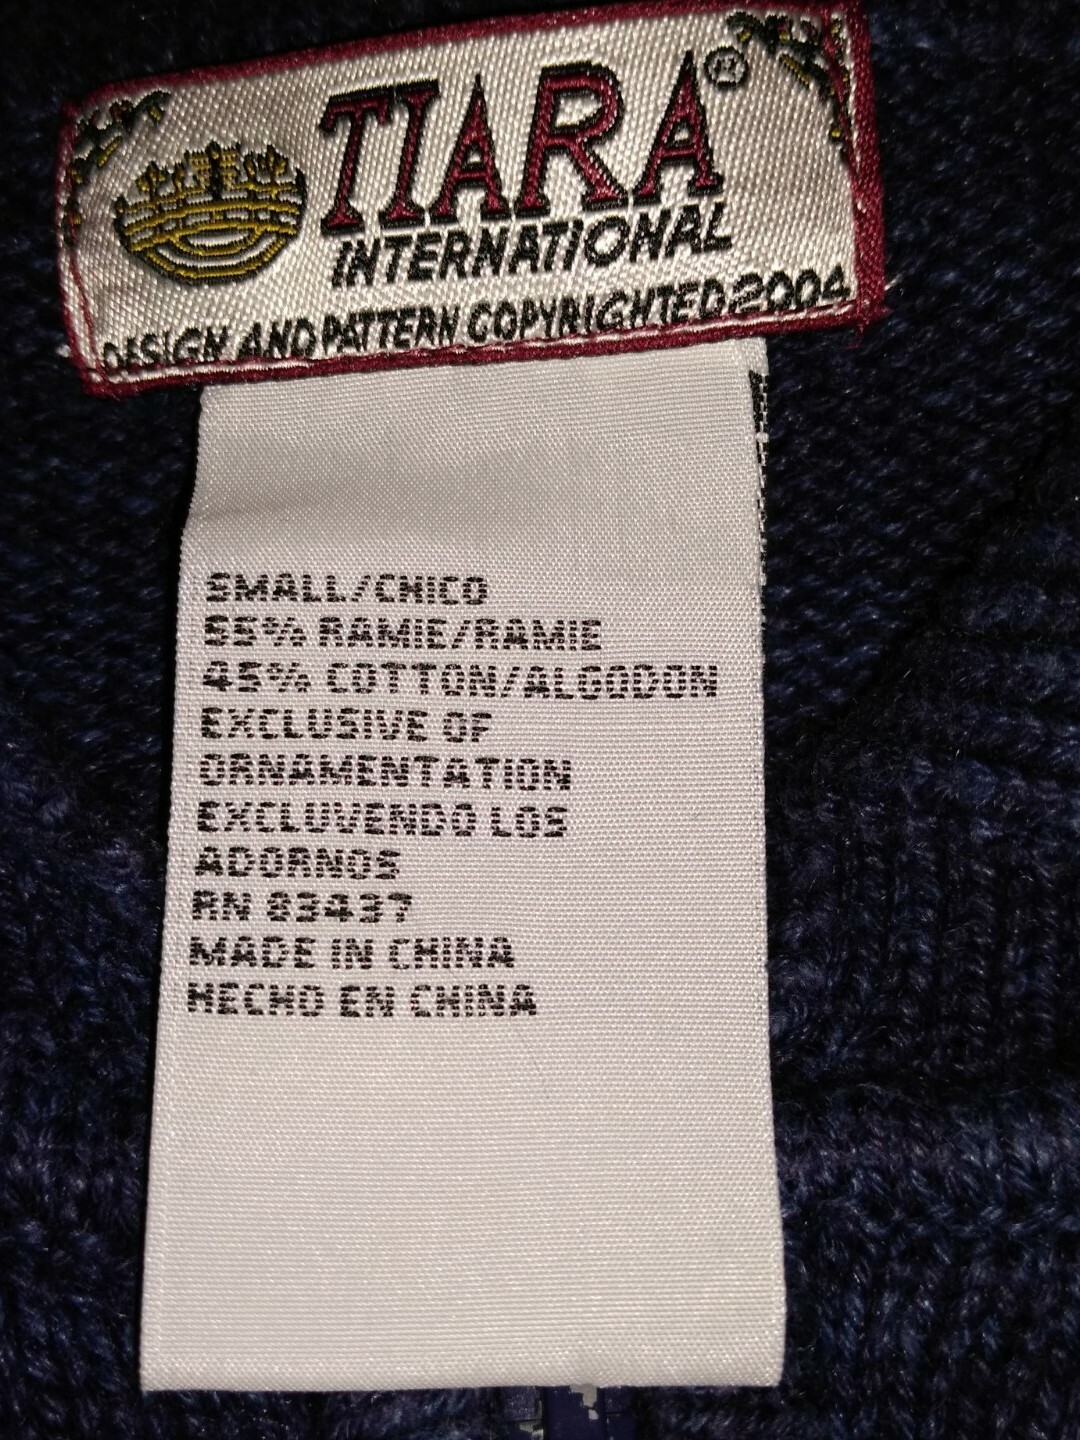 TIARA®
INTERNATIONAL
DESIGN AND PATTERN COPYRIGHTED 2004
SMALL/CHICO
55% RAMIE/RAMIE
45% COTTON/ALGODON
EXCLUSIVE OF
ORNAMENTATION
EXCLUVENDO LOS
ADORNOS
RN 83437
MADE IN CHINA
HECHO EN CHINA